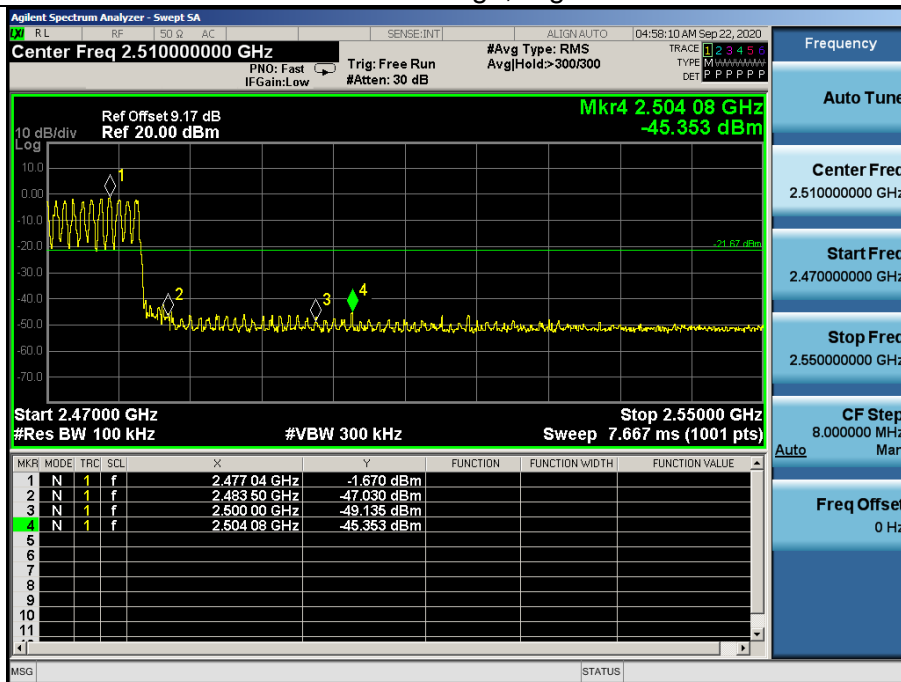 Agilent Spectrum Analyzer - Swept SA
LXI RL RF 50 Ω AC SENSE:INT ALIGN AUTO 04:58:10 AM Sep 22, 2020
Center Freq 2.510000000 GHz #Avg Type: RMS TRACE 1 2 3 4 5 6
PNO: Fast Trig: Free Run Avg|Hold:>300/300 TYPE M WWWWW
IFGain:Low #Atten: 30 dB DET P P P P P P
Frequency
Auto Tune
Center Freq
2.510000000 GHz
Start Freq
2.470000000 GHz
Stop Freq
2.550000000 GHz
CF Step
8.000000 MHz
Auto Man
Freq Offset
0 Hz
Mkr4 2.504 08 GHz
-45.353 dBm
Ref Offset 9.17 dB
10 dB/div Ref 20.00 dBm
Log
10.0
0.00
-10.0
-20.0
-30.0
-40.0
-50.0
-60.0
-70.0
1
2
3
4
-21.67 dBm
Start 2.47000 GHz Stop 2.55000 GHz
#Res BW 100 kHz #VBW 300 kHz Sweep 7.667 ms (1001 pts)
MKR MODE TRC SCL X Y FUNCTION FUNCTION WIDTH FUNCTION VALUE
1 N 1 f 2.477 04 GHz -1.670 dBm
2 N 1 f 2.483 50 GHz -47.030 dBm
3 N 1 f 2.500 00 GHz -49.135 dBm
4 N 1 f 2.504 08 GHz -45.353 dBm
5
6
7
8
9
10
11
MSG STATUS